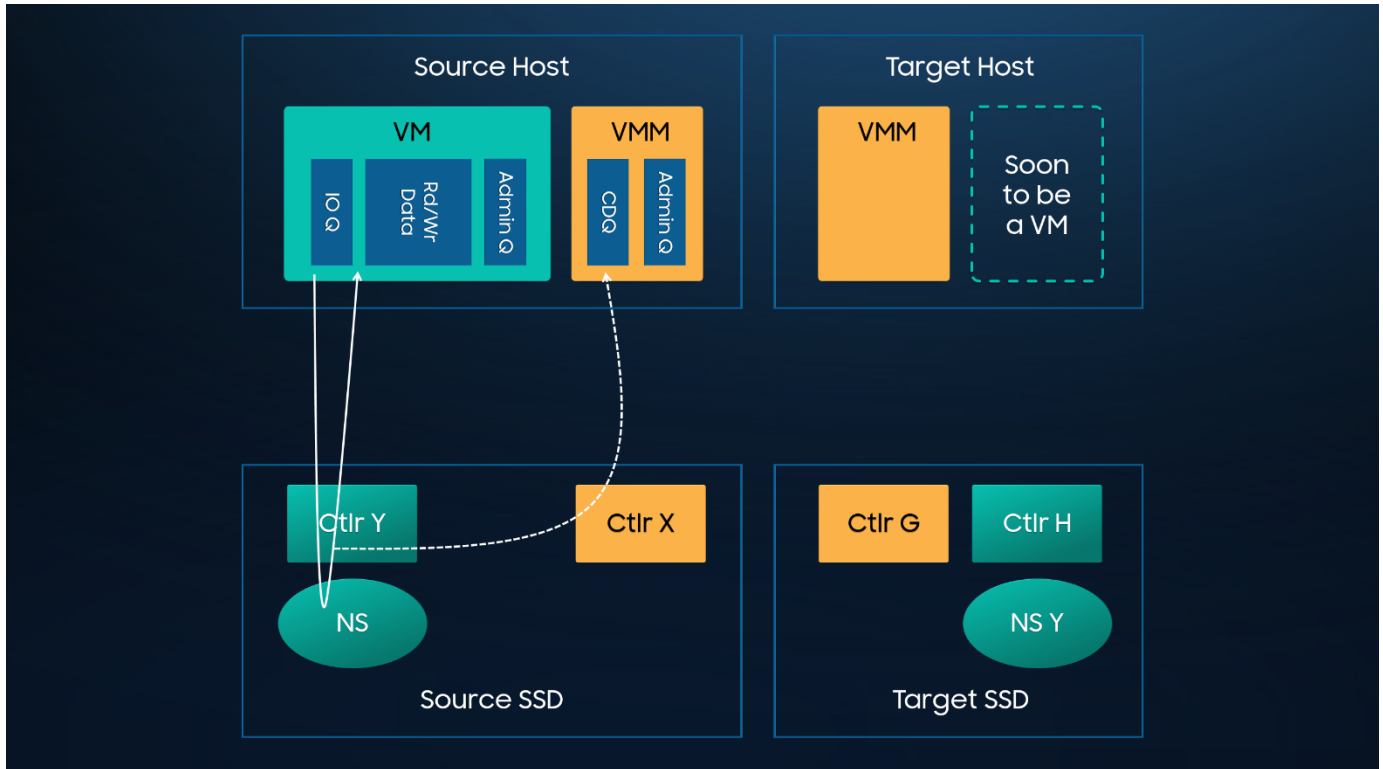 Source Host
VM
IO Q
Rd/Wr
Data
Admin Q
VMM
CDQ
Admin Q
Target Host
VMM
Soon
to be
a VM
Ctlr Y
Ctlr X
NS
Source SSD
Ctlr G
Ctlr H
NS Y
Target SSD